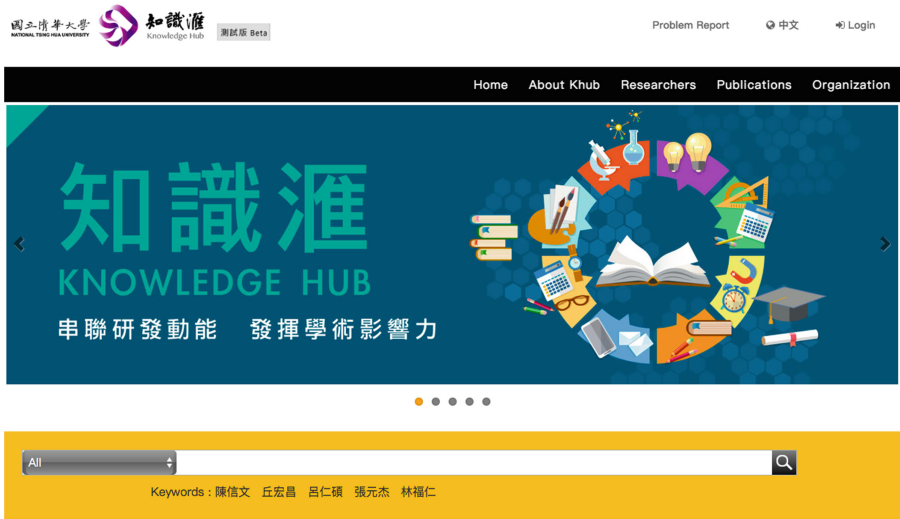 國立清華大學
NATIONAL TSING HUA UNIVERSITY
知識滙
Knowledge Hub
測試版 Beta
Problem Report 中文 Login
Home About Khub Researchers Publications Organization
知識滙
KNOWLEDGE HUB
串聯研發動能 發揮學術影響力
All
Keywords : 陳信文 丘宏昌 呂仁碩 張元杰 林福仁